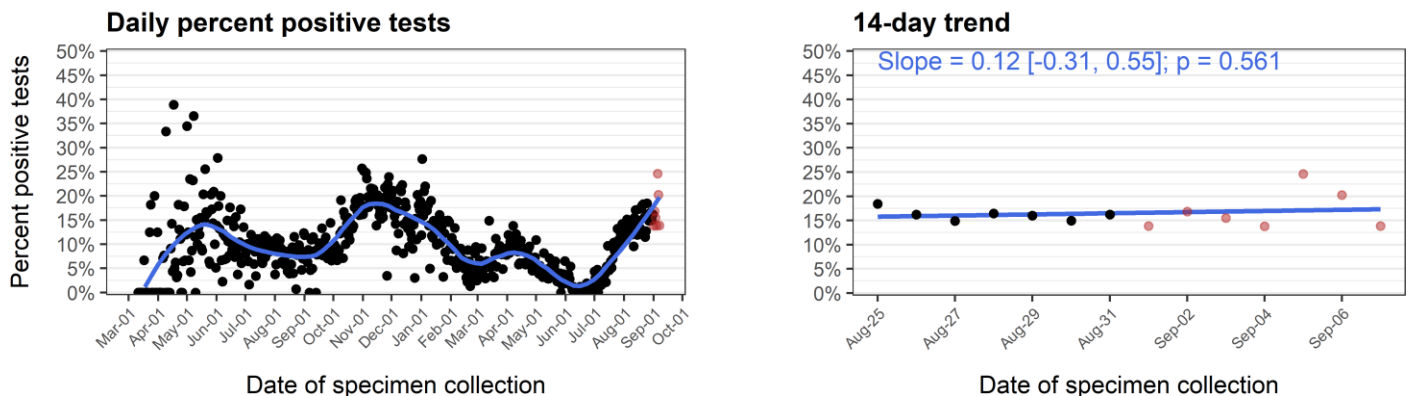 Daily percent positive tests
Percent positive tests
50%
45%
40%
35%
30%
25%
20%
15%
10%
5%
0%
Mar-01
Apr-01
May-01
Jun-01
Jul-01
Aug-01
Sep-01
Oct-01
Nov-01
Dec-01
Jan-01
Feb-01
Mar-01
Apr-01
May-01
Jun-01
Jul-01
Aug-01
Sep-01
Oct-01
Date of specimen collection
14-day trend
Slope = 0.12 [-0.31, 0.55]; p = 0.561
50%
45%
40%
35%
30%
25%
20%
15%
10%
5%
0%
Aug-25
Aug-27
Aug-29
Aug-31
Sep-02
Sep-04
Sep-06
Date of specimen collection